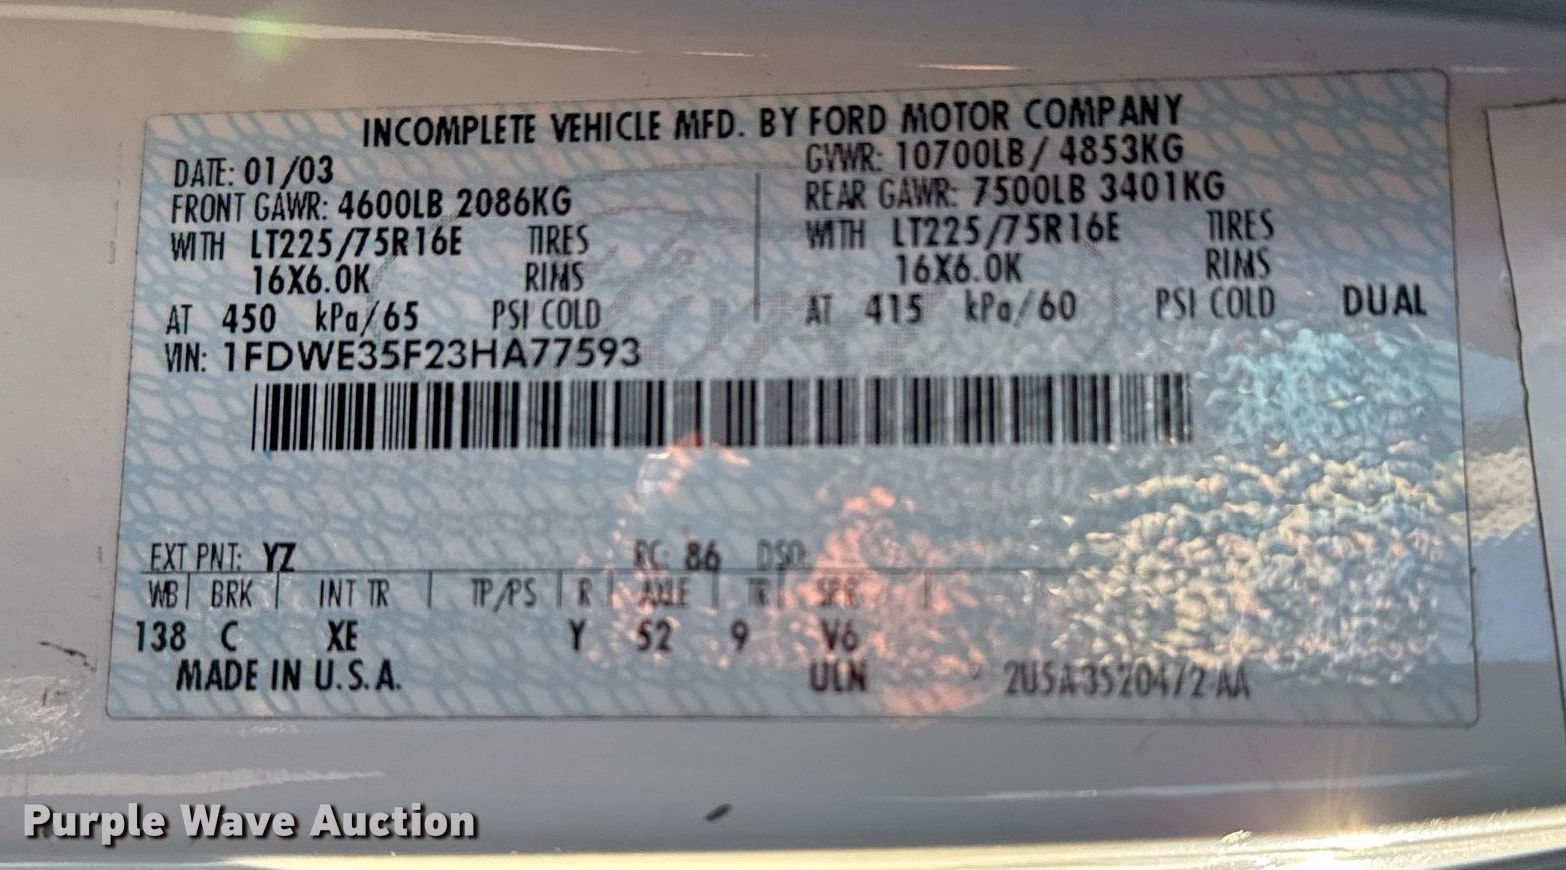 INCOMPLETE VEHICLE MFD. BY FORD MOTOR COMPANY
DATE: 01/03 GVWR: 10700LB/ 4853KG
FRONT GAWR: 4600LB 2086KG REAR GAWR: 7500LB 3401KG
WITH LT225/75R16E TIRES WITH LT225/75R16E TIRES
16X6.0K RIMS 16X6.0K RIMS
AT 450 kPa/65 PSI COLD AT 415 kPa/60 PSI COLD DUAL
VIN: 1FDWE35F23HA77593
EXT PNT: YZ RC: 86 DSO:
WB BRK INT TR TP/PS R AXLE TR SPR
138 C XE Y 52 9 V6
MADE IN U.S.A. ULN
Purple Wave Auction